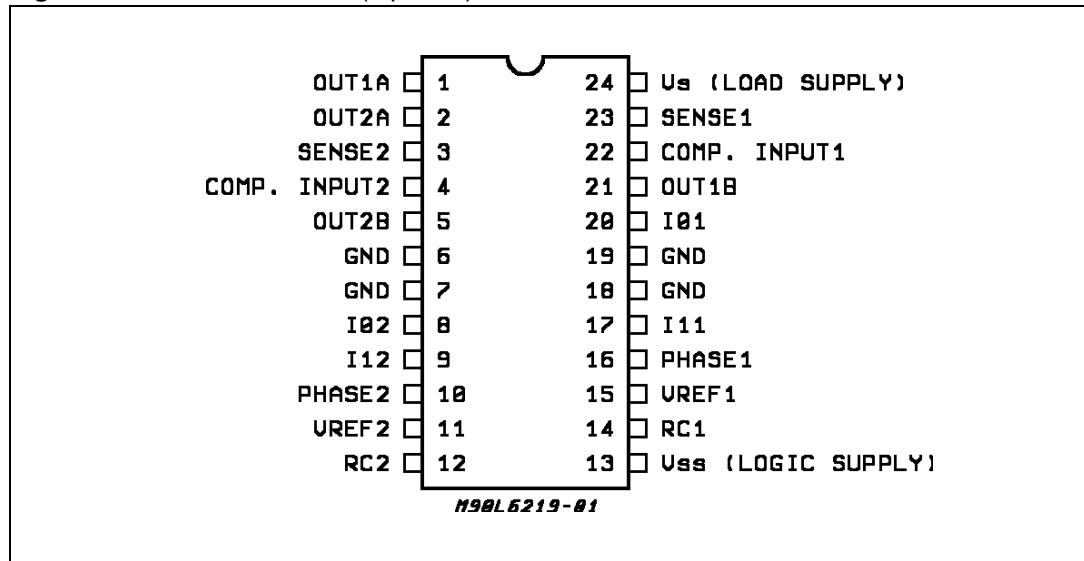 OUT1A 1 24 Vs (LOAD SUPPLY)
OUT2A 2 23 SENSE1
SENSE2 3 22 COMP. INPUT1
COMP. INPUT2 4 21 OUT1B
OUT2B 5 20 I01
GND 6 19 GND
GND 7 18 GND
I02 8 17 I11
I12 9 16 PHASE1
PHASE2 10 15 VREF1
VREF2 11 14 RC1
RC2 12 13 Vss (LOGIC SUPPLY)
M90L6219-01